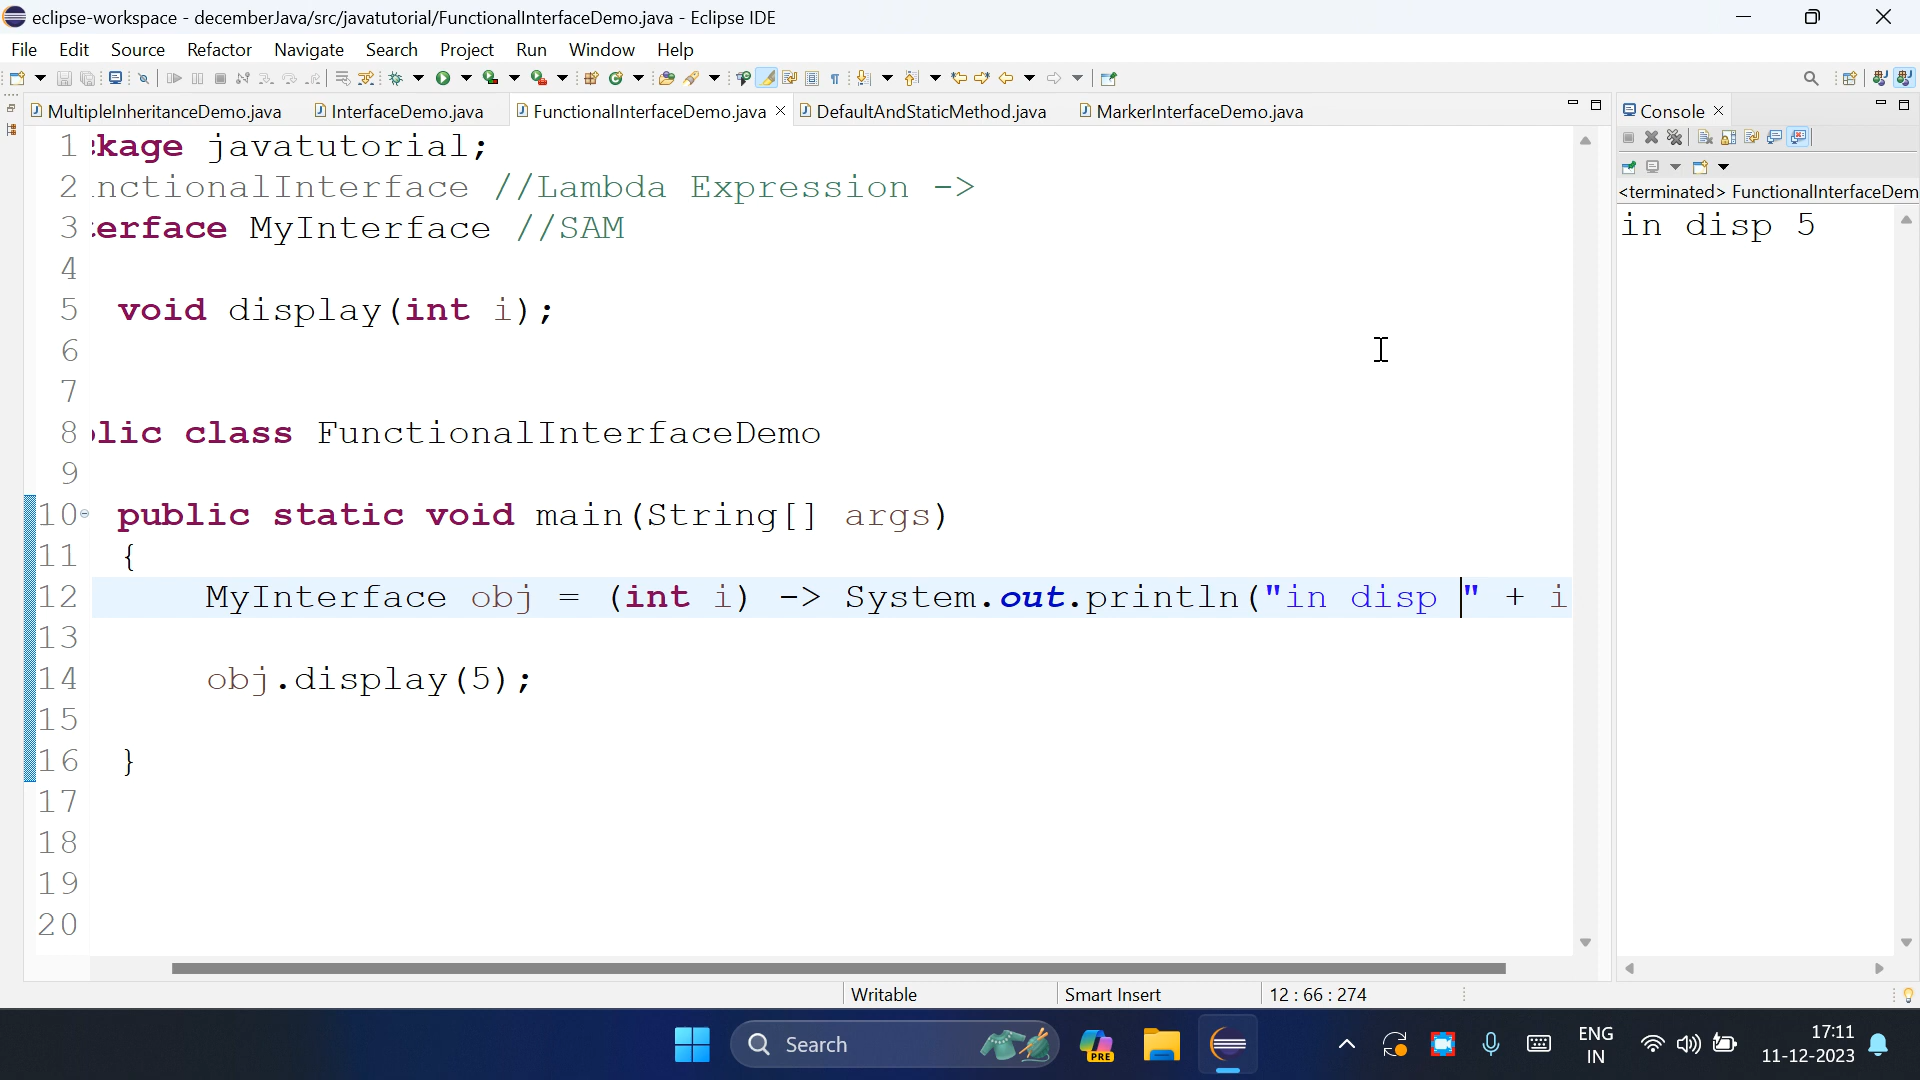 eclipse-workspace - decemberJava/src/javatutorial/FunctionalInterfaceDemo.java - Eclipse IDE
File Edit Source Refactor Navigate Search Project Run Window Help
MultipleInheritanceDemo.java InterfaceDemo.java FunctionalInterfaceDemo.java DefaultAndStaticMethod.java MarkerInterfaceDemo.java Console
<terminated> FunctionalInterfaceDem
in disp 5
1 kage javatutorial;
2 nctionalInterface //Lambda Expression ->
3 erface MyInterface //SAM
4
5 void display(int i);
6
7
8 lic class FunctionalInterfaceDemo
9
10 public static void main(String[] args)
11 {
12 MyInterface obj = (int i) -> System.out.println("in disp " + i
13
14 obj.display(5);
15
16 }
17
18
19
20
Writable Smart Insert 12 : 66 : 274
Search PRE ENG IN 17:11
11-12-2023